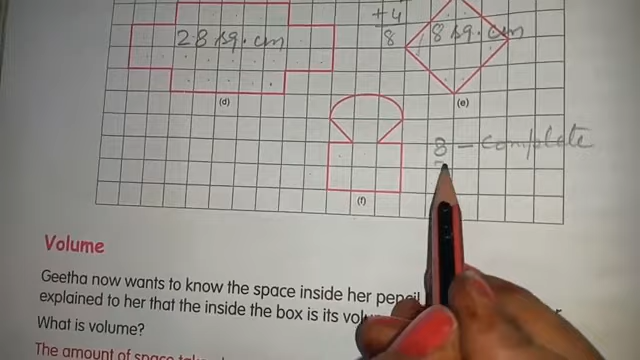 +4
28 sq.cm
8
8 sq.cm
(d)
(e)
8 - complete
(f)
Volume
Geetha now wants to know the space inside her pencil
explained to her that the inside the box is its
What is volume?
The amount of space